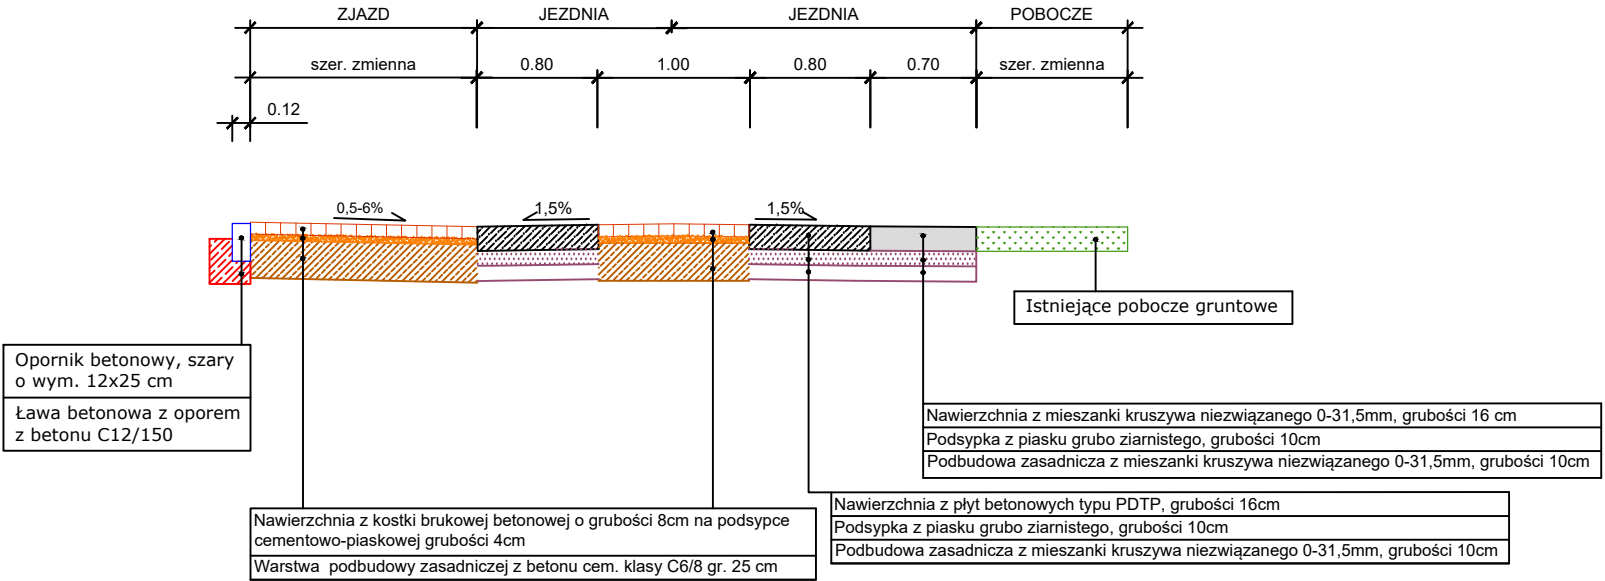 ZJAZD JEZDNIA JEZDNIA POBOCZE
szer. zmienna 0.80 1.00 0.80 0.70 szer. zmienna
0.12
0,5-6% 1,5% 1,5%
Istniejące pobocze gruntowe
Opornik betonowy, szary
o wym. 12x25 cm
Ława betonowa z oporem
z betonu C12/150
Nawierzchnia z mieszanki kruszywa niezwiązanego 0-31,5mm, grubości 16 cm
Podsypka z piasku grubo ziarnistego, grubości 10cm
Podbudowa zasadnicza z mieszanki kruszywa niezwiązanego 0-31,5mm, grubości 10cm
Nawierzchnia z płyt betonowych typu PDTP, grubości 16cm
Podsypka z piasku grubo ziarnistego, grubości 10cm
Podbudowa zasadnicza z mieszanki kruszywa niezwiązanego 0-31,5mm, grubości 10cm
Nawierzchnia z kostki brukowej betonowej o grubości 8cm na podsypce
cementowo-piaskowej grubości 4cm
Warstwa podbudowy zasadniczej z betonu cem. klasy C6/8 gr. 25 cm